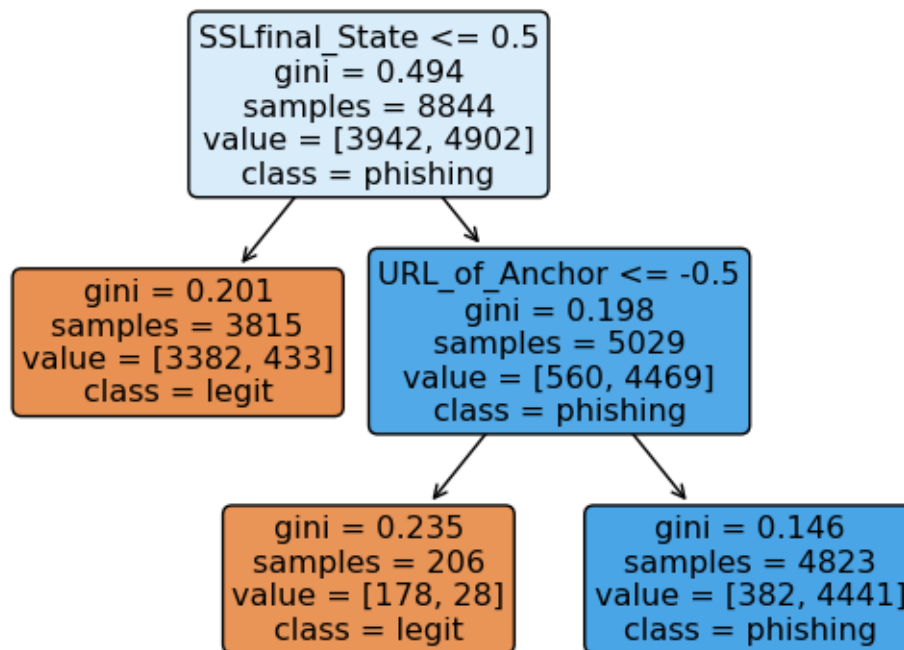 SSLfinal_State <= 0.5
gini = 0.494
samples = 8844
value = [3942, 4902]
class = phishing
gini = 0.201
samples = 3815
value = [3382, 433]
class = legit
URL_of_Anchor <= -0.5
gini = 0.198
samples = 5029
value = [560, 4469]
class = phishing
gini = 0.235
samples = 206
value = [178, 28]
class = legit
gini = 0.146
samples = 4823
value = [382, 4441]
class = phishing